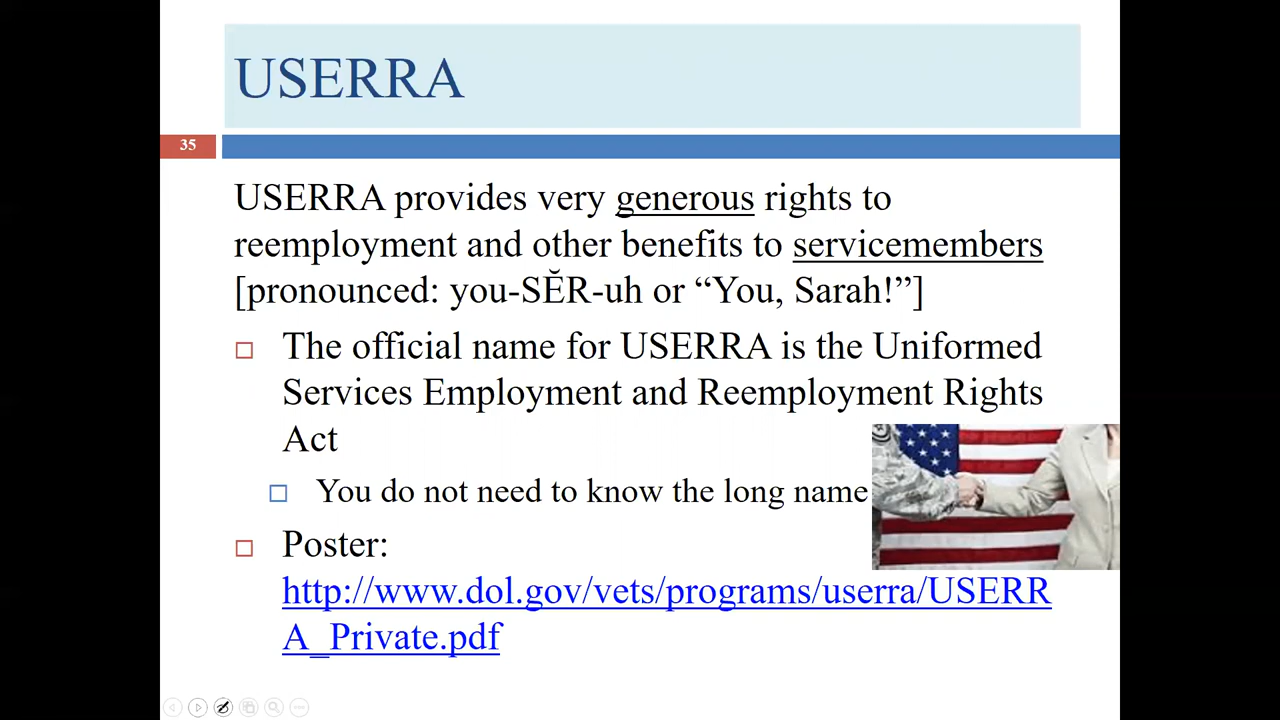 USERRA
35
USERRA provides very generous rights to
reemployment and other benefits to servicemembers
[pronounced: you-SĔR-uh or “You, Sarah!”]
The official name for USERRA is the Uniformed
Services Employment and Reemployment Rights
Act
You do not need to know the long name
Poster:
http://www.dol.gov/vets/programs/userra/USERR
A_Private.pdf